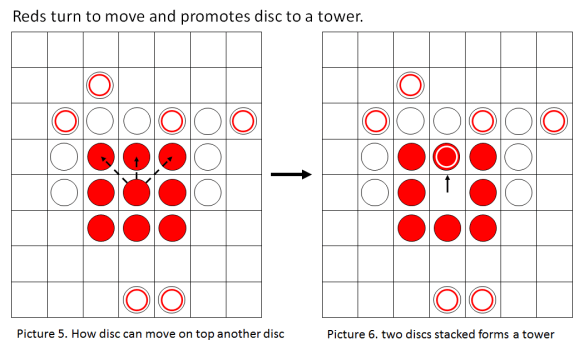 Reds turn to move and promotes disc to a tower.
Picture 5. How disc can move on top another disc
Picture 6. two discs stacked forms a tower